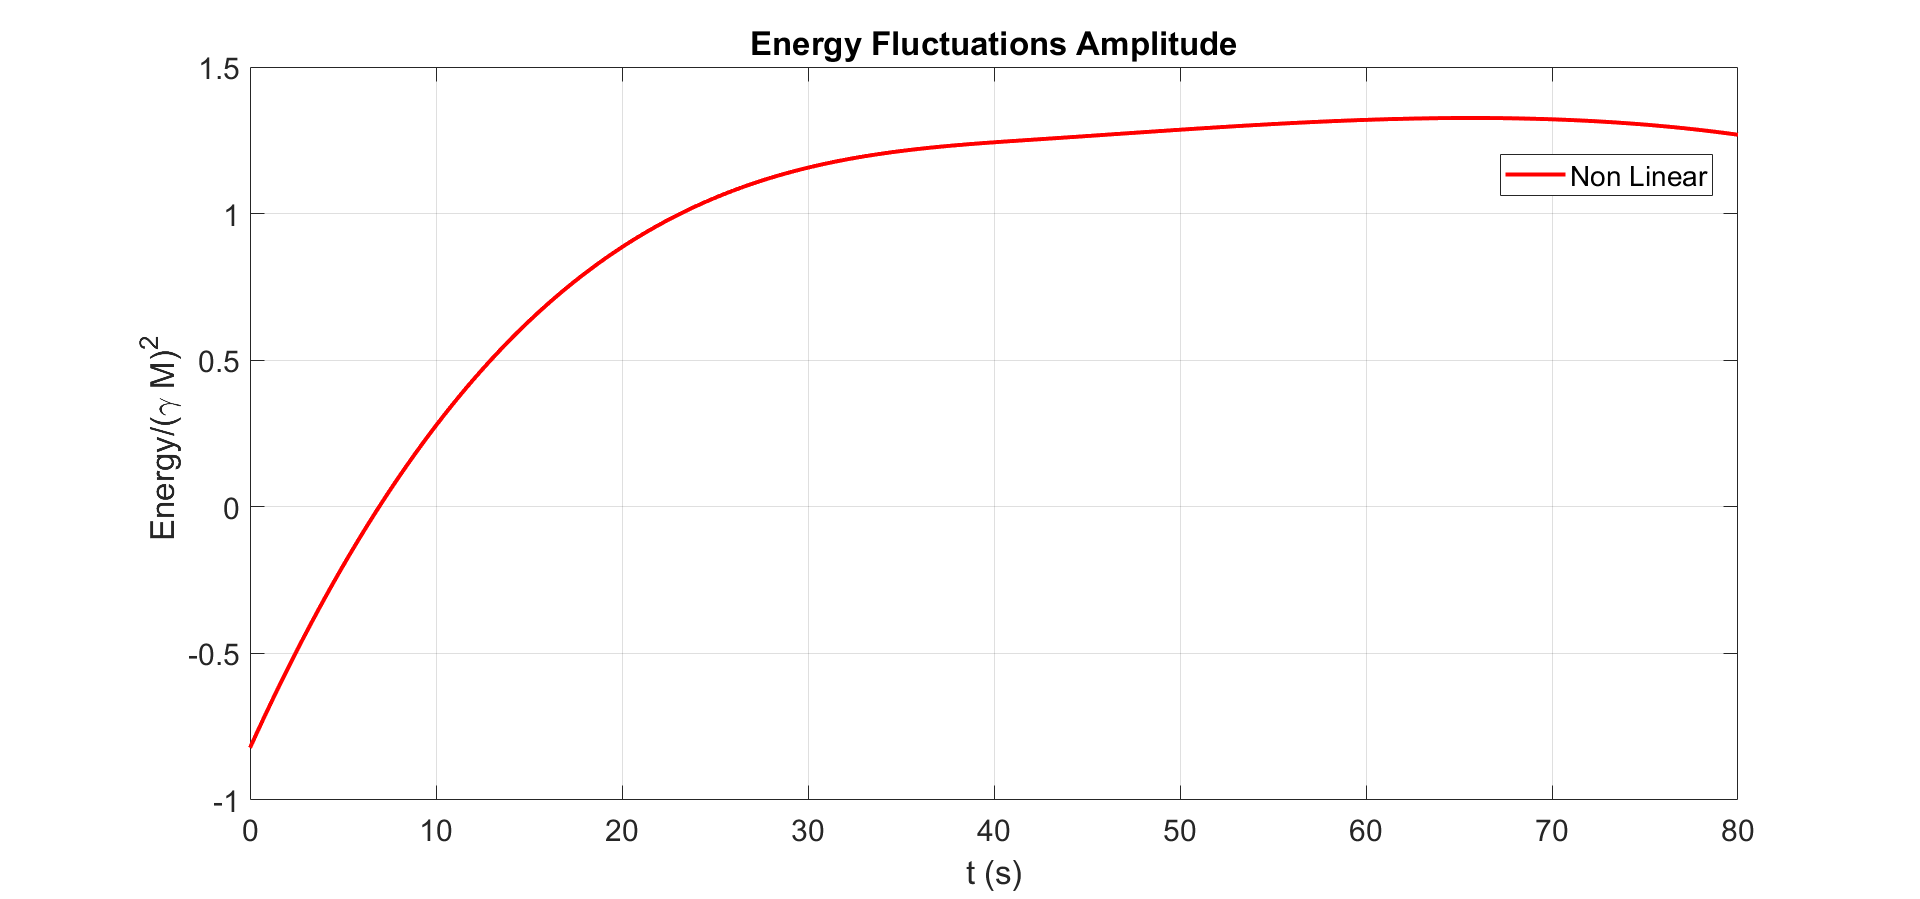 Energy Fluctuations Amplitude
1.5
1
0.5
0
-0.5
-1
Energy/(γ M)²
Non Linear
0 10 20 30 40 50 60 70 80
t (s)